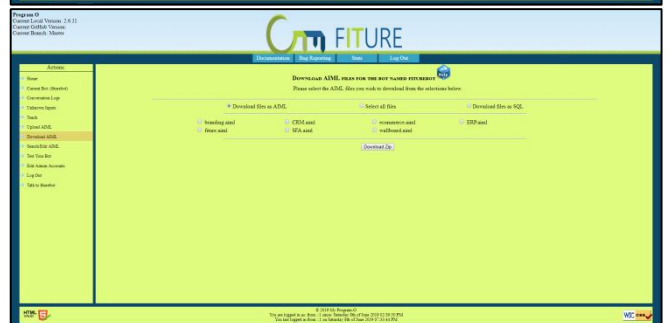 Program O
Current Local Version: 2.6.11
Current GitHub Version:
Current Branch: Master
Cm FITURE
Documentation Bug Reporting Stats Log Out
Actions:
Home
Current Bot: (fiturebot)
Conversation Logs
Unknown Inputs
Teach
Upload AIML
Download AIML
Search/Edit AIML
Test Your Bot
Edit Admin Accounts
Log Out
Talk to fiturebot
Download AIML files for the bot named fiturebot
Please select the AIML files you wish to download from the selections below.
Download files as AIML Select all files Download files as SQL
branding.aiml CRM.aiml ecommerce.aiml ERP.aiml
fiture.aiml SFA.aiml wallboard.aiml
Download Zip
© 2019 My Program-O
HTML
W3C